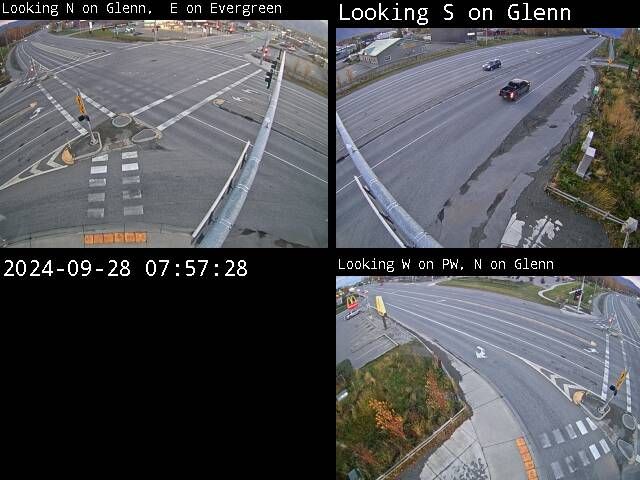 Looking N on Glenn,  E on Evergreen
Looking S on Glenn
2024-09-28 07:57:28
Looking W on PW, N on Glenn